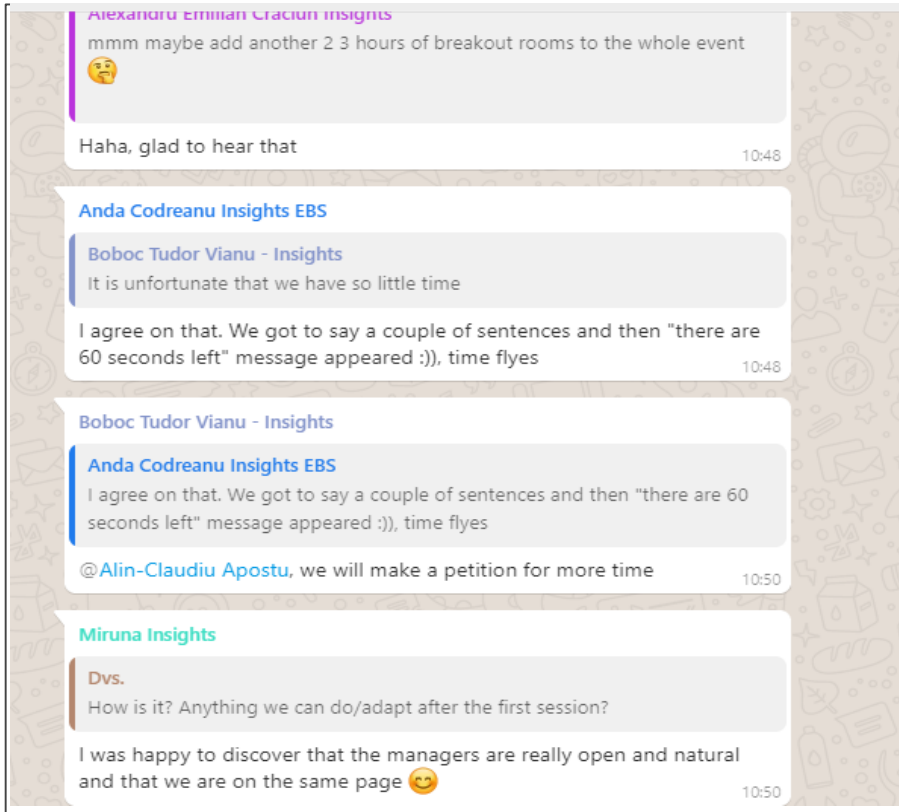 Alexandru Emilian Craciun Insights
mmm maybe add another 2 3 hours of breakout rooms to the whole event
🤔
Haha, glad to hear that
10:48
Anda Codreanu Insights EBS
Boboc Tudor Vianu - Insights
It is unfortunate that we have so little time
I agree on that. We got to say a couple of sentences and then "there are
60 seconds left" message appeared :)), time flyes
10:48
Boboc Tudor Vianu - Insights
Anda Codreanu Insights EBS
I agree on that. We got to say a couple of sentences and then "there are 60
seconds left" message appeared :)), time flyes
@Alin-Claudiu Apostu, we will make a petition for more time
10:50
Miruna Insights
Dvs.
How is it? Anything we can do/adapt after the first session?
I was happy to discover that the managers are really open and natural
and that we are on the same page 😊
10:50